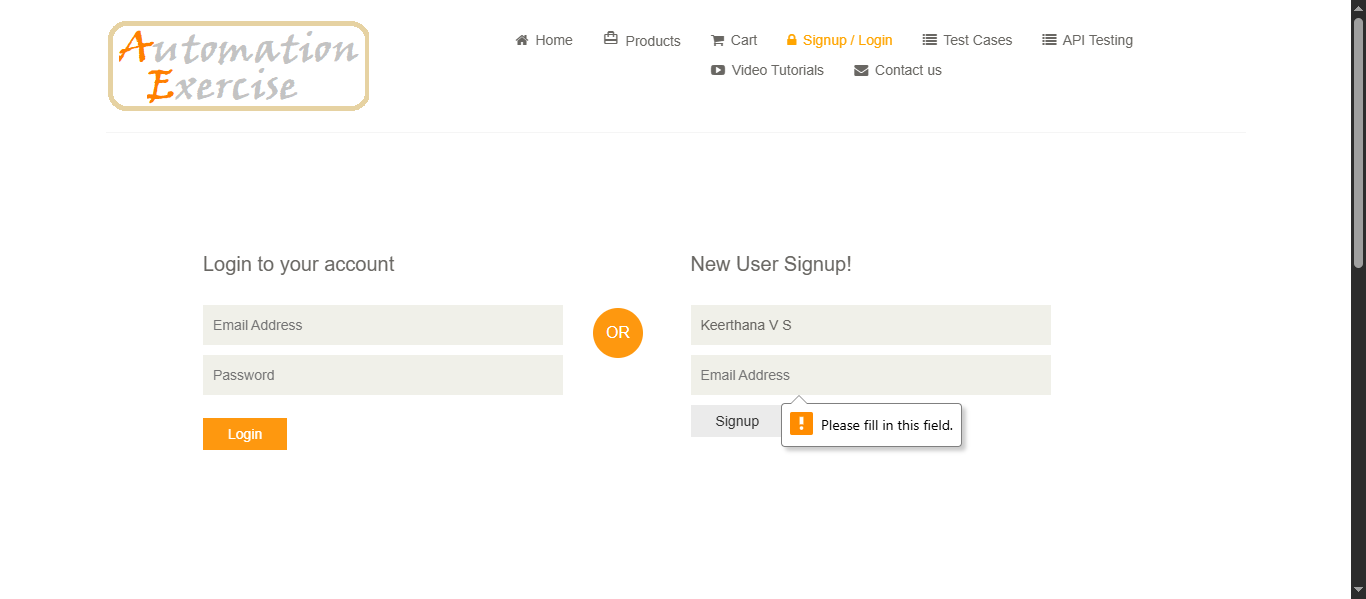 Automation
Exercise
Home Products Cart Signup / Login Test Cases API Testing
Video Tutorials Contact us
Login to your account
Email Address
Password
Login
OR
New User Signup!
Keerthana V S
Email Address
Signup
! Please fill in this field.